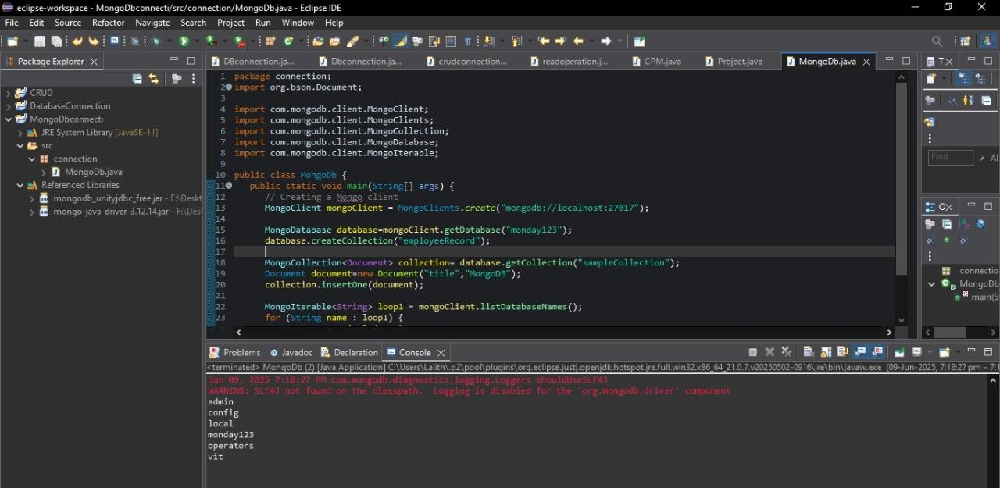 eclipse-workspace - MongoDbconnecti/src/connection/MongoDb.java - Eclipse IDE
File Edit Source Refactor Navigate Search Project Run Window Help
Package Explorer
CRUD
DatabaseConnection
MongoDbconnecti
JRE System Library [JavaSE-11]
src
connection
MongoDb.java
Referenced Libraries
mongodb_unityjdbc_free.jar - F:\Deskt
mongo-java-driver-3.12.14.jar - F:\Des
DBconnection.ja... Dbconnection.ja... crudconnection... readoperation.j... CPM.java Project.java MongoDb.java
1 package connection;
2 import org.bson.Document;
3
4 import com.mongodb.client.MongoClient;
5 import com.mongodb.client.MongoClients;
6 import com.mongodb.client.MongoCollection;
7 import com.mongodb.client.MongoDatabase;
8 import com.mongodb.client.MongoIterable;
9
10 public class MongoDb {
11 public static void main(String[] args) {
12 // Creating a Mongo client
13 MongoClient mongoClient = MongoClients.create("mongodb://localhost:27017");
14
15 MongoDatabase database=mongoClient.getDatabase("monday123");
16 database.createCollection("employeeRecord");
17
18 MongoCollection<Document> collection= database.getCollection("sampleCollection");
19 Document document=new Document("title","MongoDB");
20 collection.insertOne(document);
21
22 MongoIterable<String> loop1 = mongoClient.listDatabaseNames();
23 for (String name : loop1) {
T
Find
Al
O
connectio
MongoDb
main(S
Problems Javadoc Declaration Console
<terminated> MongoDb (2) [Java Application] C:\Users\Lalith\.p2\pool\plugins\org.eclipse.justj.openjdk.hotspot.jre.full.win32.x86_64_21.0.7.v20250502-0916\jre\bin\javaw.exe (09-Jun-2025, 7:18:27 pm – 7:1
Jun 09, 2025 7:18:27 PM com.mongodb.diagnostics.logging.Loggers shouldUseSLF4J
WARNING: SLF4J not found on the classpath. Logging is disabled for the 'org.mongodb.driver' component
admin
config
local
monday123
operators
vit